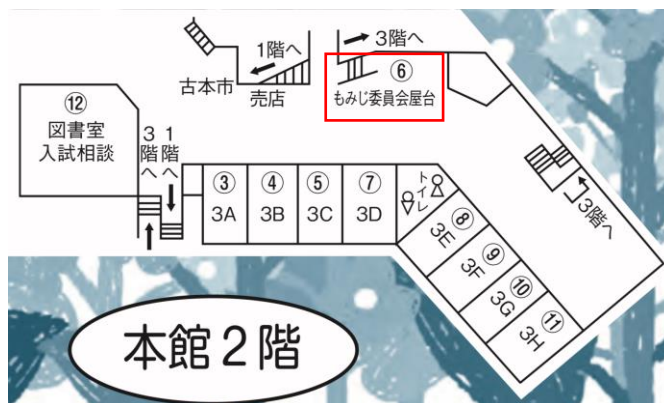 3階へ
1階へ
⑥
もみじ委員会屋台
古本市
売店
⑫
図書室
入試相談
3階へ
1階へ
③
3A
④
3B
⑤
3C
⑦
3D
トイレ
⑧
3E
⑨
3F
⑩
3G
⑪
3H
3階へ
本館2階